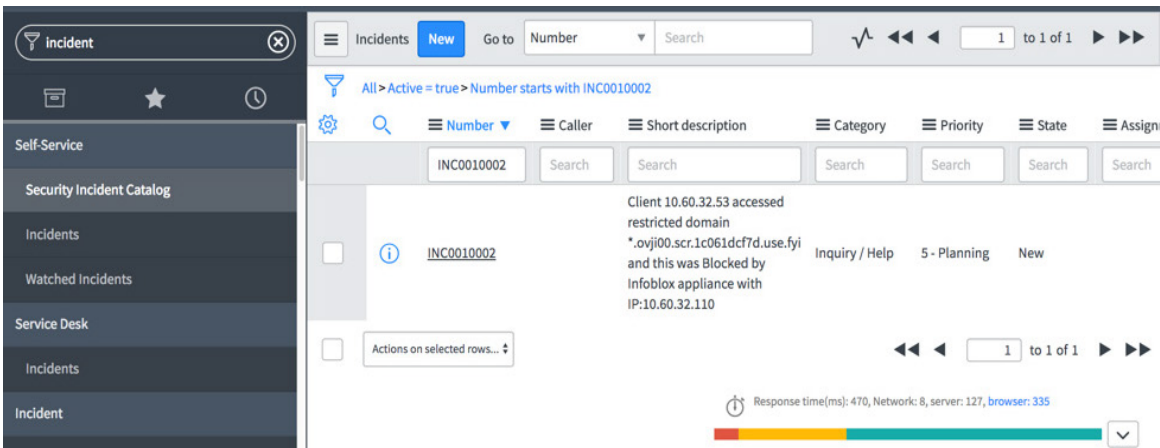 incident
Incidents New Go to Number Search 1 to 1 of 1
All > Active = true > Number starts with INC0010002
Number Caller Short description Category Priority State Assign
INC0010002 Search Search Search Search Search Search
Self-Service
Security Incident Catalog
Incidents
Watched Incidents
Service Desk
Incidents
Incident
Client 10.60.32.53 accessed
restricted domain
*.ovji00.scr.1c061dcf7d.use.fyi
and this was Blocked by
Infoblox appliance with
IP:10.60.32.110
INC0010002 Inquiry / Help 5 - Planning New
Actions on selected rows... 1 to 1 of 1
Response time(ms): 470, Network: 8, server: 127, browser: 335